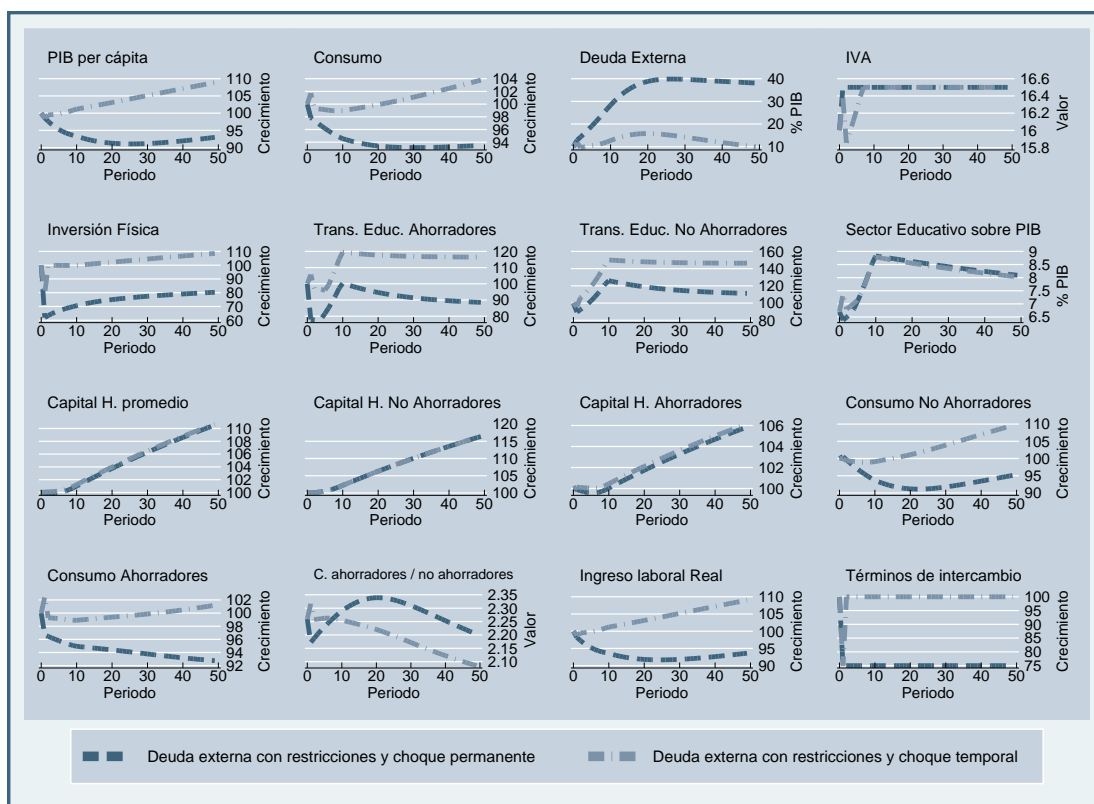 PIB per cápita
110
105
100
95
90
Crecimiento
0 10 20 30 40 50
Periodo
Consumo
104
102
100
98
96
94
Crecimiento
0 10 20 30 40 50
Periodo
Deuda Externa
40
30
20
10
% PIB
0 10 20 30 40 50
Periodo
IVA
16.6
16.4
16.2
16
15.8
Valor
0 10 20 30 40 50
Periodo
Inversión Física
110
100
90
80
70
60
Crecimiento
0 10 20 30 40 50
Periodo
Trans. Educ. Ahorradores
120
110
100
90
80
Crecimiento
0 10 20 30 40 50
Periodo
Trans. Educ. No Ahorradores
160
140
120
100
80
Crecimiento
0 10 20 30 40 50
Periodo
Sector Educativo sobre PIB
9
8.5
8
7.5
7
6.5
% PIB
0 10 20 30 40 50
Periodo
Capital H. promedio
110
108
106
104
102
100
Crecimiento
0 10 20 30 40 50
Periodo
Capital H. No Ahorradores
120
115
110
105
100
Crecimiento
0 10 20 30 40 50
Periodo
Capital H. Ahorradores
106
104
102
100
Crecimiento
0 10 20 30 40 50
Periodo
Consumo No Ahorradores
110
105
100
95
90
Crecimiento
0 10 20 30 40 50
Periodo
Consumo Ahorradores
102
100
98
96
94
92
Crecimiento
0 10 20 30 40 50
Periodo
C. ahorradores / no ahorradores
2.35
2.30
2.25
2.20
2.15
2.10
Valor
0 10 20 30 40 50
Periodo
Ingreso laboral Real
110
105
100
95
90
Crecimiento
0 10 20 30 40 50
Periodo
Términos de intercambio
100
95
90
85
80
75
Crecimiento
0 10 20 30 40 50
Periodo
Deuda externa con restricciones y choque permanente
Deuda externa con restricciones y choque temporal